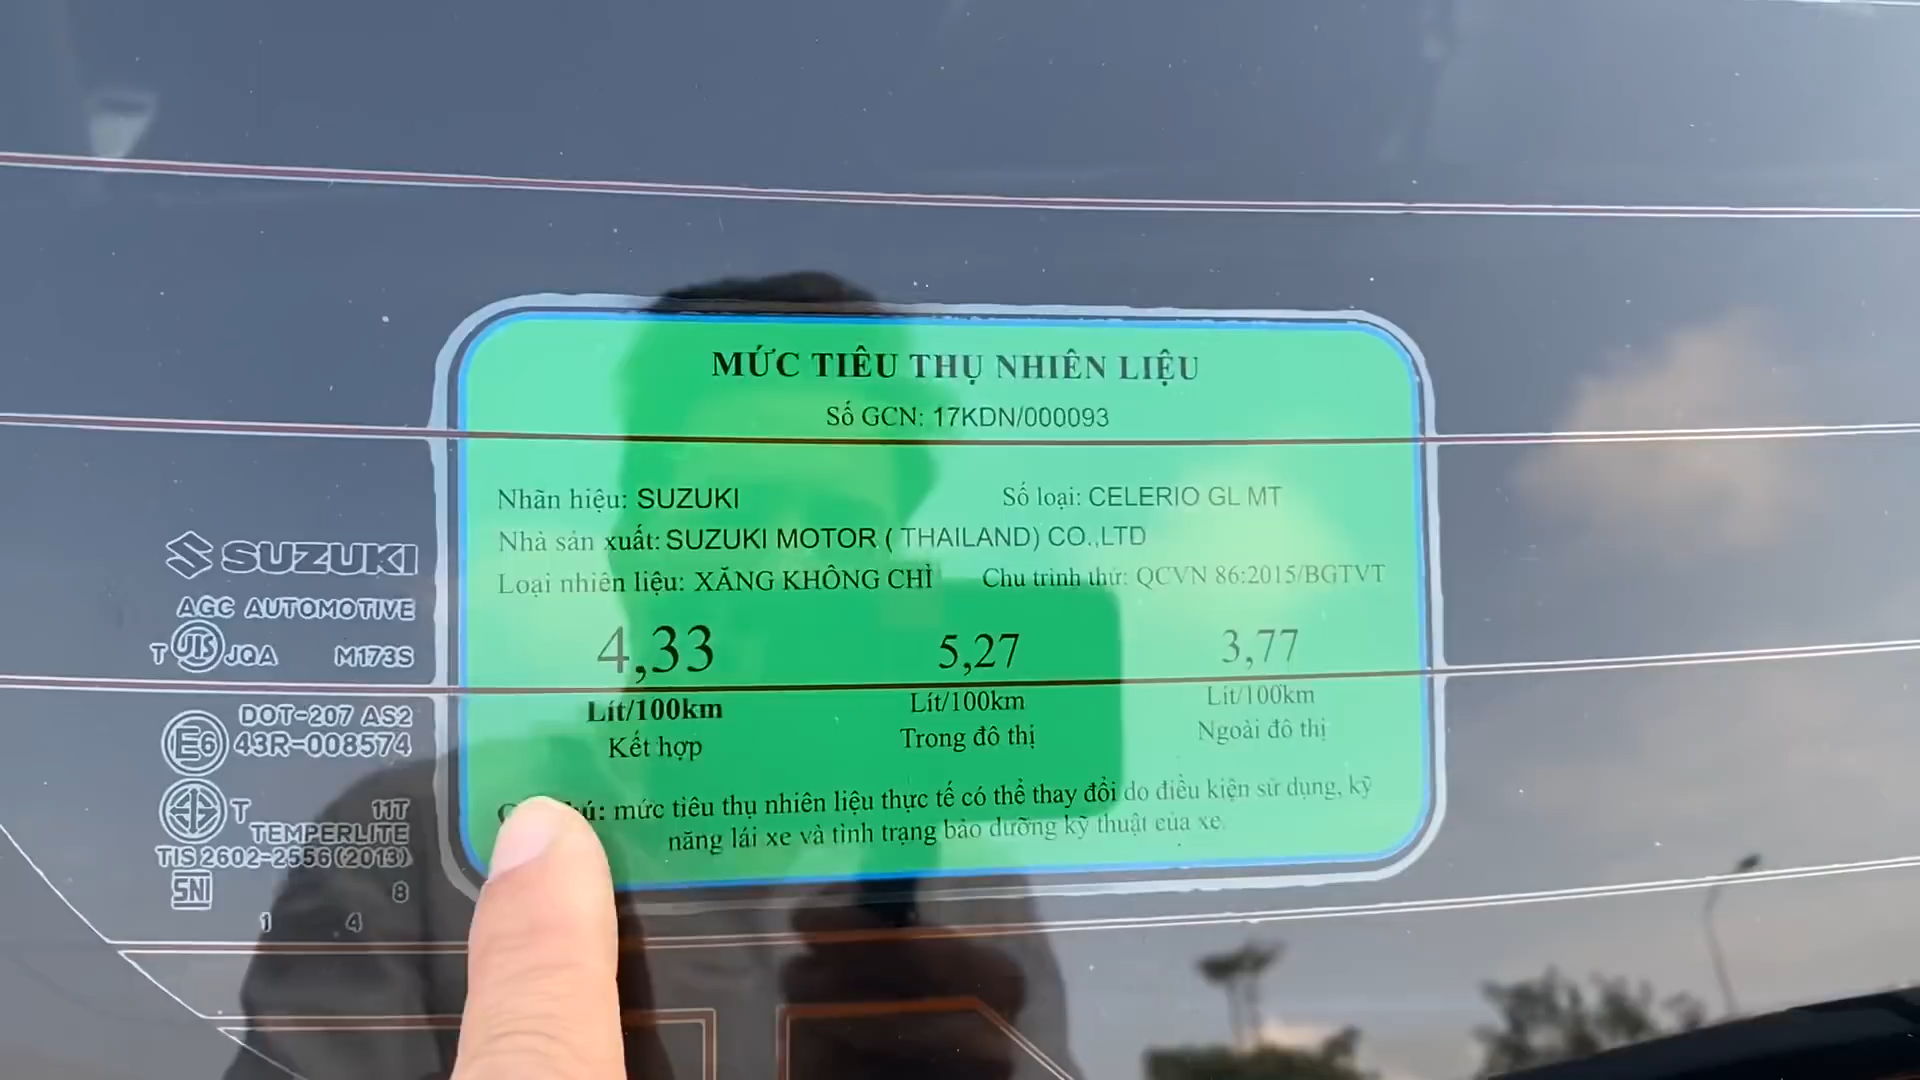 MỨC TIÊU THỤ NHIÊN LIỆU
Số GCN: 17KDN/000093
Nhãn hiệu: SUZUKI Số loại: CELERIO GL MT
Nhà sản xuất: SUZUKI MOTOR ( THAILAND) CO.,LTD
Loại nhiên liệu: XĂNG KHÔNG CHÌ Chu trình thử: QCVN 86:2015/BGTVT
4,33 5,27 3,77
Lít/100km Lít/100km Lít/100km
Kết hợp Trong đô thị Ngoài đô thị
mức tiêu thụ nhiên liệu thực tế có thể thay đổi do điều kiện sử dụng, kỹ
năng lái xe và tình trạng bảo dưỡng kỹ thuật của xe.
SUZUKI
AGC AUTOMOTIVE
T JIS JQA M173S
DOT-207 AS2
E6 43R-008574
T 11T
TEMPERLITE
TIS 2602-2556(2013)
SNI 8
1 4